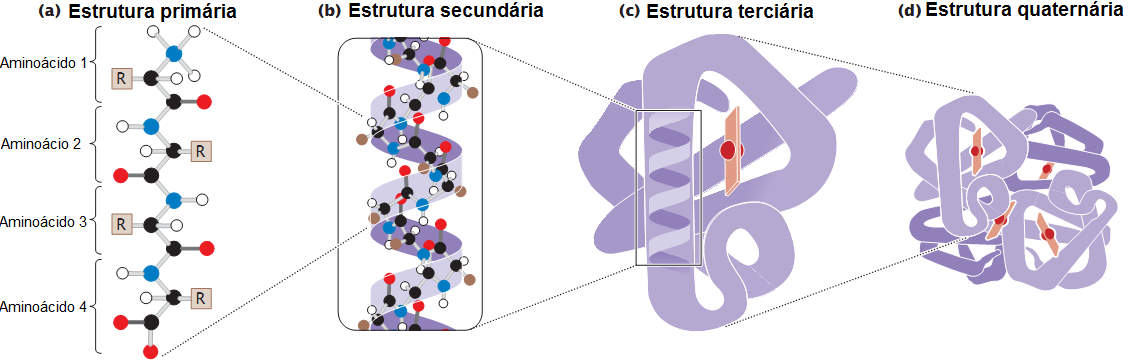 (a) Estrutura primária
(b) Estrutura secundária
(c) Estrutura terciária
(d) Estrutura quaternária
Aminoácido 1
R
Aminoácio 2
R
Aminoácido 3
R
Aminoácido 4
R